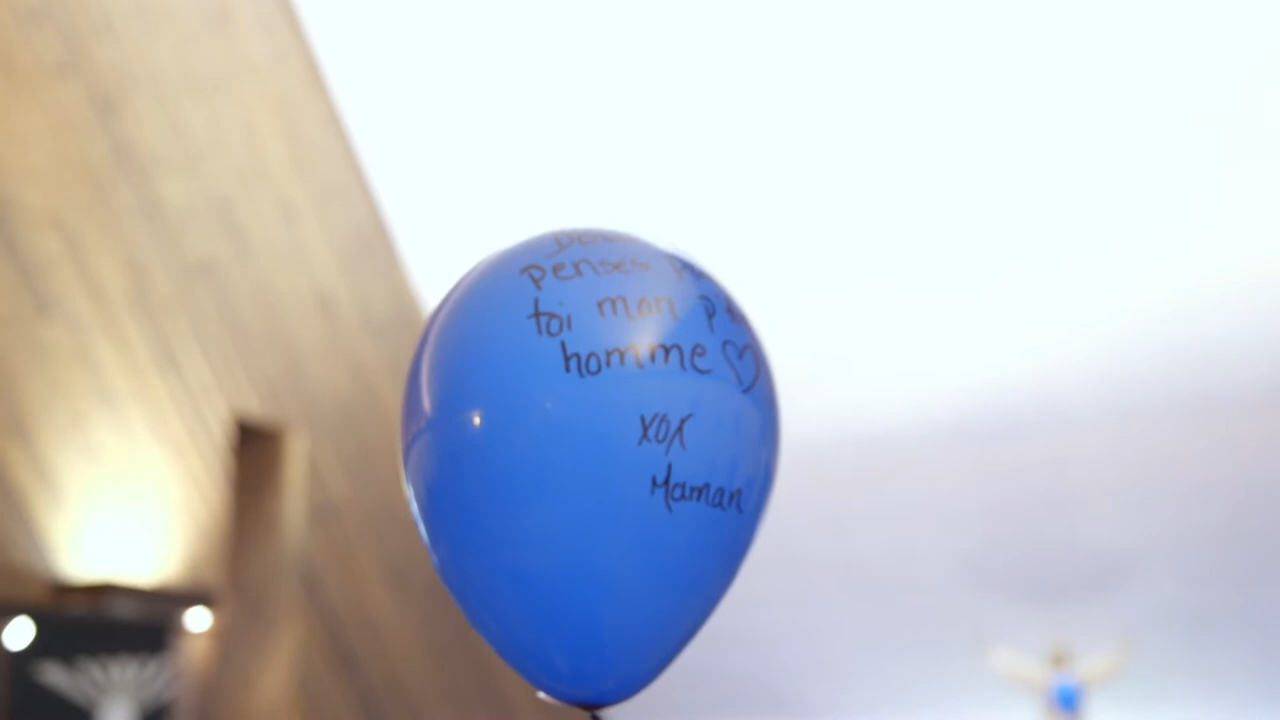 penses
toi mon
homme ♡
xox
Maman